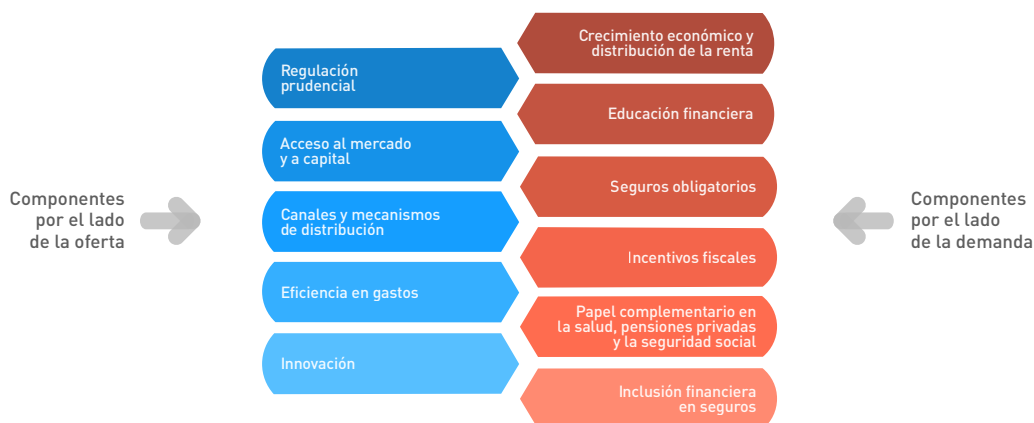 Componentes
por el lado
de la oferta
Regulación
prudencial
Acceso al mercado
y a capital
Canales y mecanismos
de distribución
Eficiencia en gastos
Innovación
Crecimiento económico y
distribución de la renta
Educación financiera
Seguros obligatorios
Incentivos fiscales
Papel complementario en
la salud, pensiones privadas
y la seguridad social
Inclusión financiera
en seguros
Componentes
por el lado
de la demanda